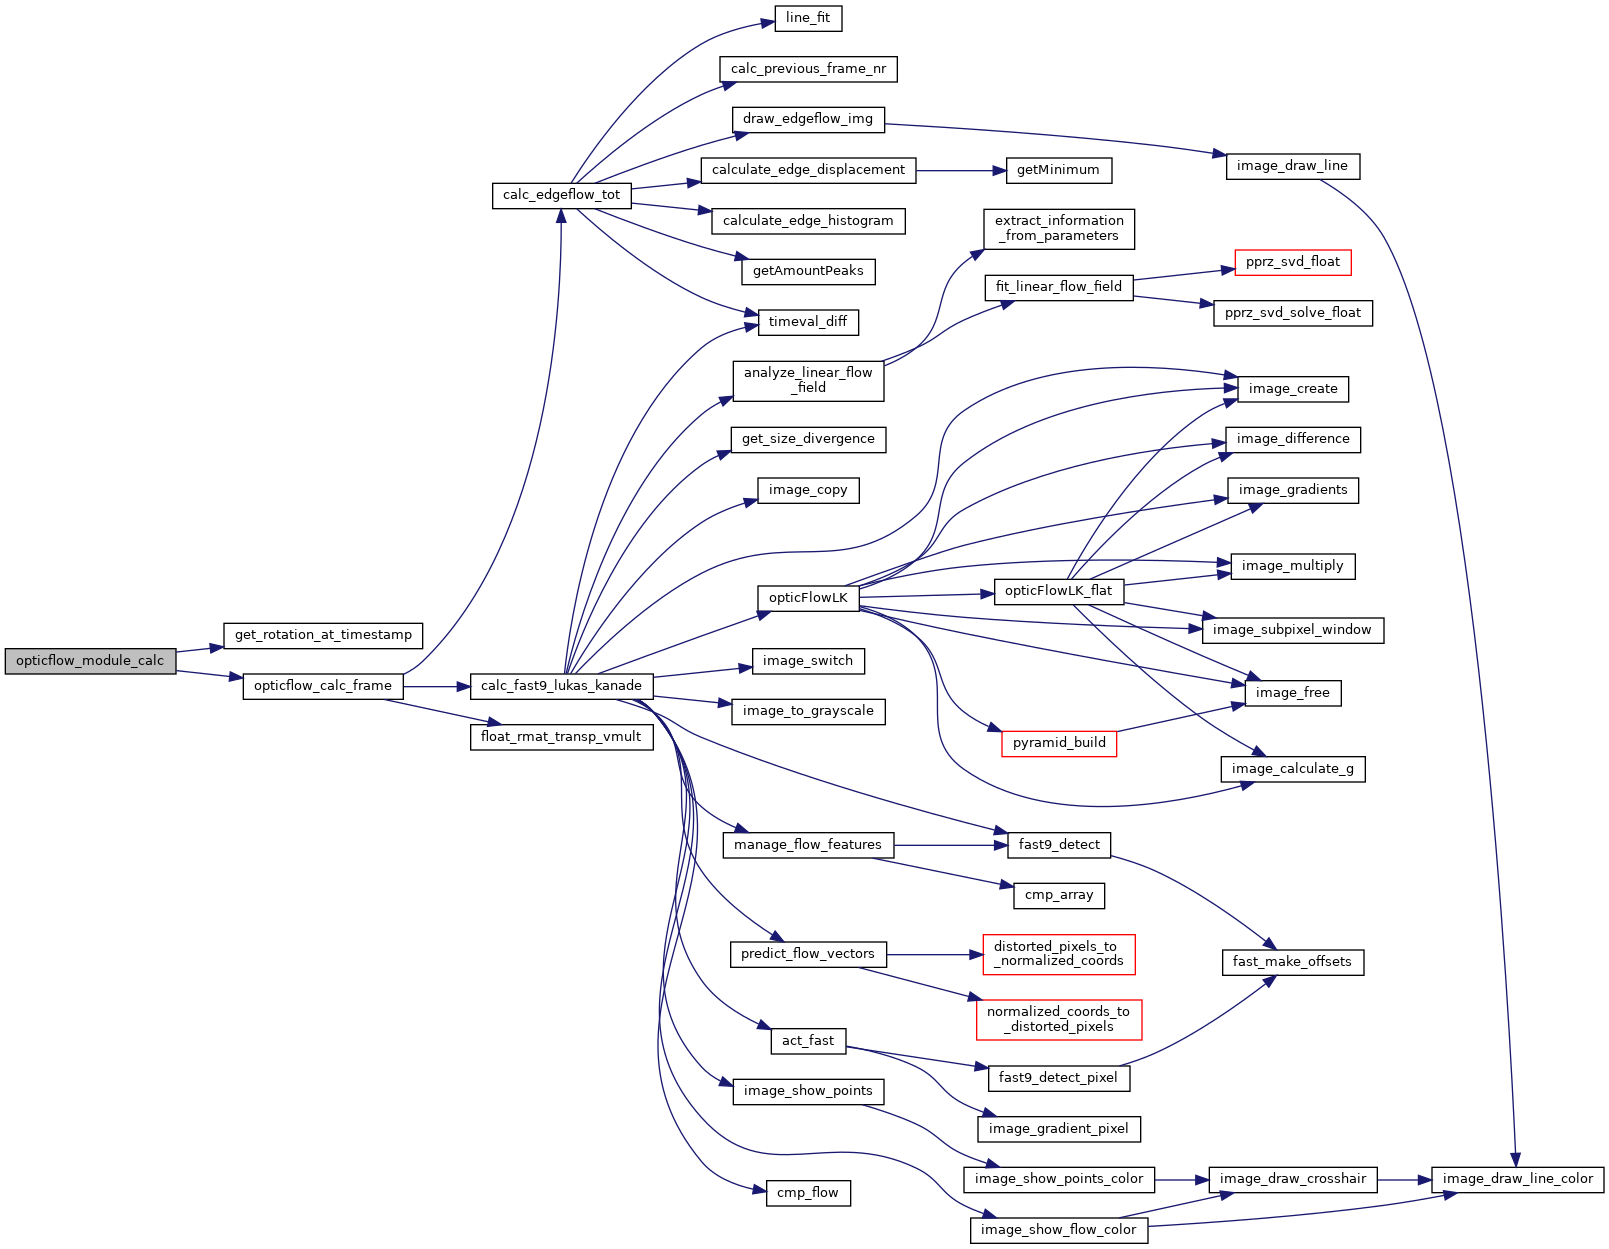 line_fit
calc_previous_frame_nr
draw_edgeflow_img
image_draw_line
calculate_edge_displacement
getMinimum
calc_edgeflow_tot
calculate_edge_histogram
extract_information
_from_parameters
getAmountPeaks
pprz_svd_float
fit_linear_flow_field
pprz_svd_solve_float
timeval_diff
analyze_linear_flow
_field
image_create
get_size_divergence
image_difference
image_copy
image_gradients
image_multiply
opticFlowLK
opticFlowLK_flat
get_rotation_at_timestamp
image_subpixel_window
opticflow_module_calc
image_switch
opticflow_calc_frame
calc_fast9_lukas_kanade
image_free
image_to_grayscale
float_rmat_transp_vmult
pyramid_build
image_calculate_g
manage_flow_features
fast9_detect
cmp_array
predict_flow_vectors
distorted_pixels_to
_normalized_coords
fast_make_offsets
normalized_coords_to
_distorted_pixels
act_fast
fast9_detect_pixel
image_show_points
image_gradient_pixel
image_show_points_color
image_draw_crosshair
image_draw_line_color
cmp_flow
image_show_flow_color